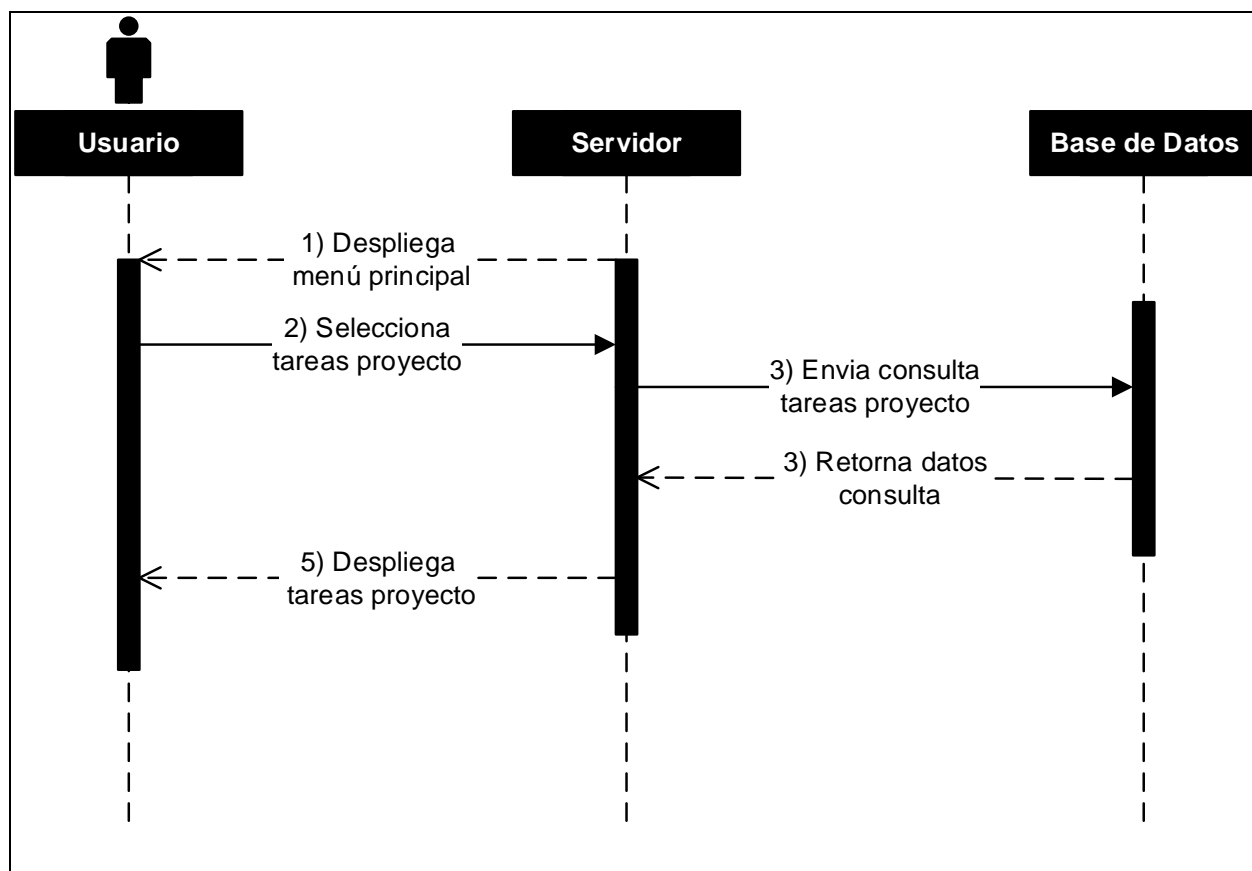 Usuario
Servidor
Base de Datos
1) Despliega
menú principal
2) Selecciona
tareas proyecto
3) Envia consulta
tareas proyecto
3) Retorna datos
consulta
5) Despliega
tareas proyecto